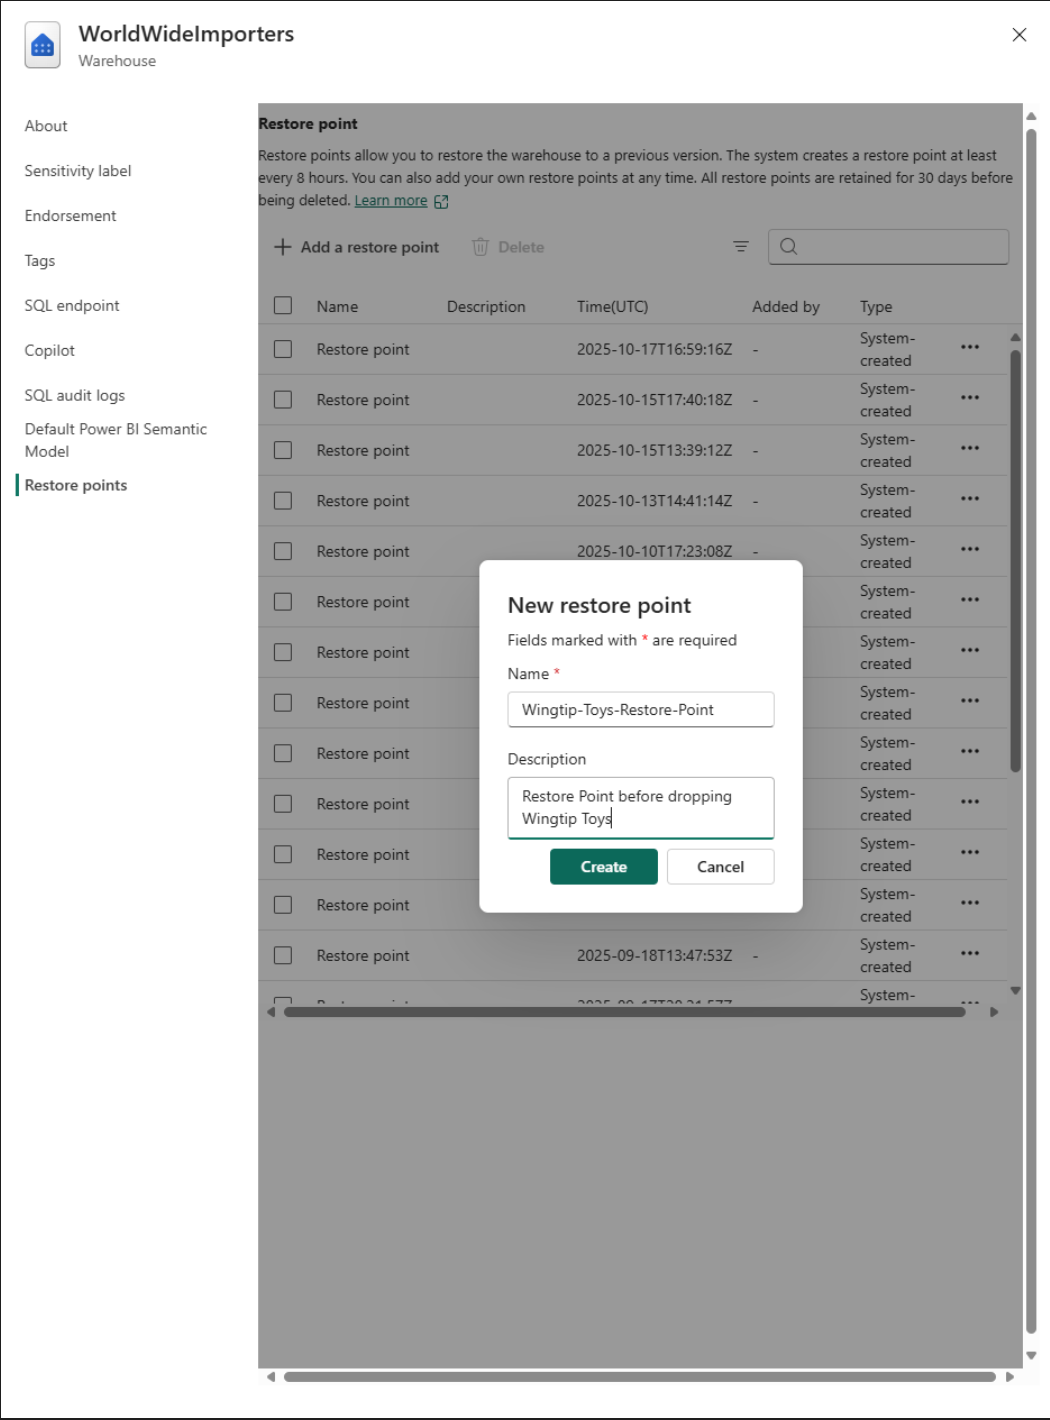 WorldWideImporters
Warehouse
About
Sensitivity label
Endorsement
Tags
SQL endpoint
Copilot
SQL audit logs
Default Power BI Semantic
Model
Restore points
Restore point
Restore points allow you to restore the warehouse to a previous version. The system creates a restore point at least
every 8 hours. You can also add your own restore points at any time. All restore points are retained for 30 days before
being deleted. Learn more
Add a restore point Delete
Name Description Time(UTC) Added by Type
Restore point 2025-10-17T16:59:16Z - System-
created
Restore point 2025-10-15T17:40:18Z - System-
created
Restore point 2025-10-15T13:39:12Z - System-
created
Restore point 2025-10-13T14:41:14Z - System-
created
Restore point 2025-10-10T17:23:08Z - System-
created
Restore point System-
created
Restore point System-
created
Restore point System-
created
Restore point System-
created
Restore point System-
created
Restore point System-
created
Restore point System-
created
Restore point 2025-09-18T13:47:53Z - System-
created
System-
New restore point
Fields marked with * are required
Name *
Wingtip-Toys-Restore-Point
Description
Restore Point before dropping
Wingtip Toys
Create Cancel